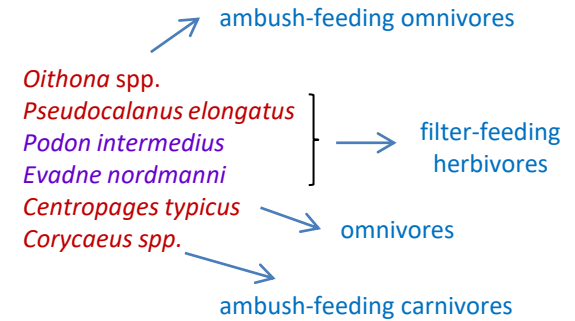 ambush-feeding omnivores
Oithona spp.
Pseudocalanus elongatus
Podon intermedius
Evadne nordmanni
Centropages typicus
Corycaeus spp.
filter-feeding
herbivores
omnivores
ambush-feeding carnivores